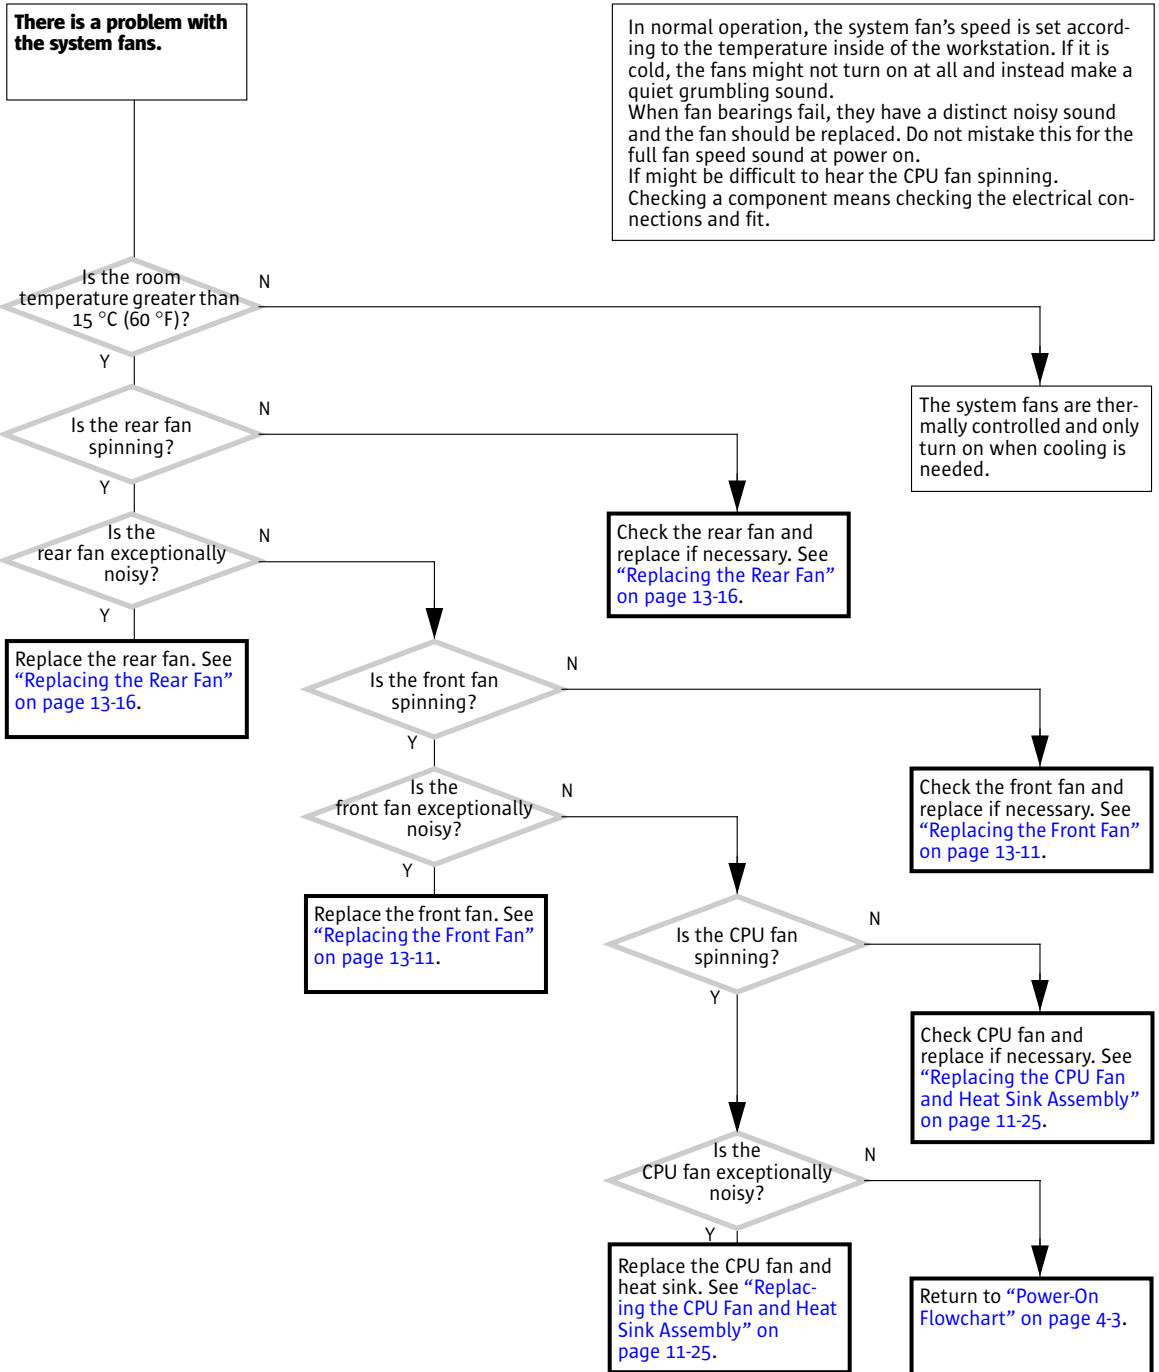 There is a problem with
the system fans.
In normal operation, the system fan’s speed is set accord-
ing to the temperature inside of the workstation. If it is
cold, the fans might not turn on at all and instead make a
quiet grumbling sound.
When fan bearings fail, they have a distinct noisy sound
and the fan should be replaced. Do not mistake this for the
full fan speed sound at power on.
If might be difficult to hear the CPU fan spinning.
Checking a component means checking the electrical con-
nections and fit.
Is the room
temperature greater than
15 °C (60 °F)?
N
Y
The system fans are ther-
mally controlled and only
turn on when cooling is
needed.
Is the rear fan
spinning?
N
Y
Check the rear fan and
replace if necessary. See
“Replacing the Rear Fan”
on page 13-16.
Is the
rear fan exceptionally
noisy?
N
Y
Replace the rear fan. See
“Replacing the Rear Fan”
on page 13-16.
Is the front fan
spinning?
N
Y
Check the front fan and
replace if necessary. See
“Replacing the Front Fan”
on page 13-11.
Is the
front fan exceptionally
noisy?
N
Y
Replace the front fan. See
“Replacing the Front Fan”
on page 13-11.
Is the CPU fan
spinning?
N
Y
Check CPU fan and
replace if necessary. See
“Replacing the CPU Fan
and Heat Sink Assembly”
on page 11-25.
Is the
CPU fan exceptionally
noisy?
N
Y
Replace the CPU fan and
heat sink. See “Replac-
ing the CPU Fan and Heat
Sink Assembly” on
page 11-25.
Return to “Power-On
Flowchart” on page 4-3.